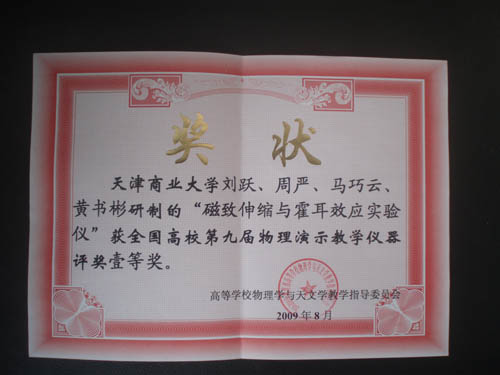 奖状
天津商业大学刘跃、周严、马巧云、
黄书彬研制的“磁致伸缩与霍耳效应实验
仪”获全国高校第九届物理演示教学仪器
评奖壹等奖。
高等学校物理学与天文学教学指导委员会
2009年8月